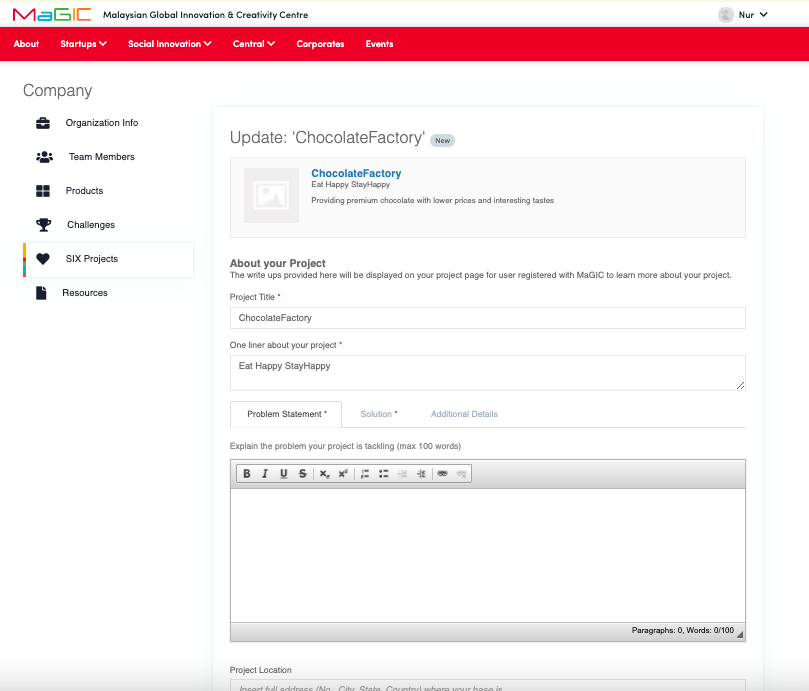 MaGIC Malaysian Global Innovation & Creativity Centre
Nur
About Startups Social Innovation Central Corporates Events
Company
Organization Info
Team Members
Products
Challenges
SIX Projects
Resources
Update: 'ChocolateFactory' New
ChocolateFactory
Eat Happy StayHappy
Providing premium chocolate with lower prices and interesting tastes
About your Project
The write ups provided here will be displayed on your project page for user registered with MaGIC to learn more about your project.
Project Title *
ChocolateFactory
One liner about your project *
Eat Happy StayHappy
Problem Statement * Solution * Additional Details
Explain the problem your project is tackling (max 100 words)
B I U S x₂ x²
Paragraphs: 0, Words: 0/100
Project Location
Insert full address (No., City, State, Country) where your base is